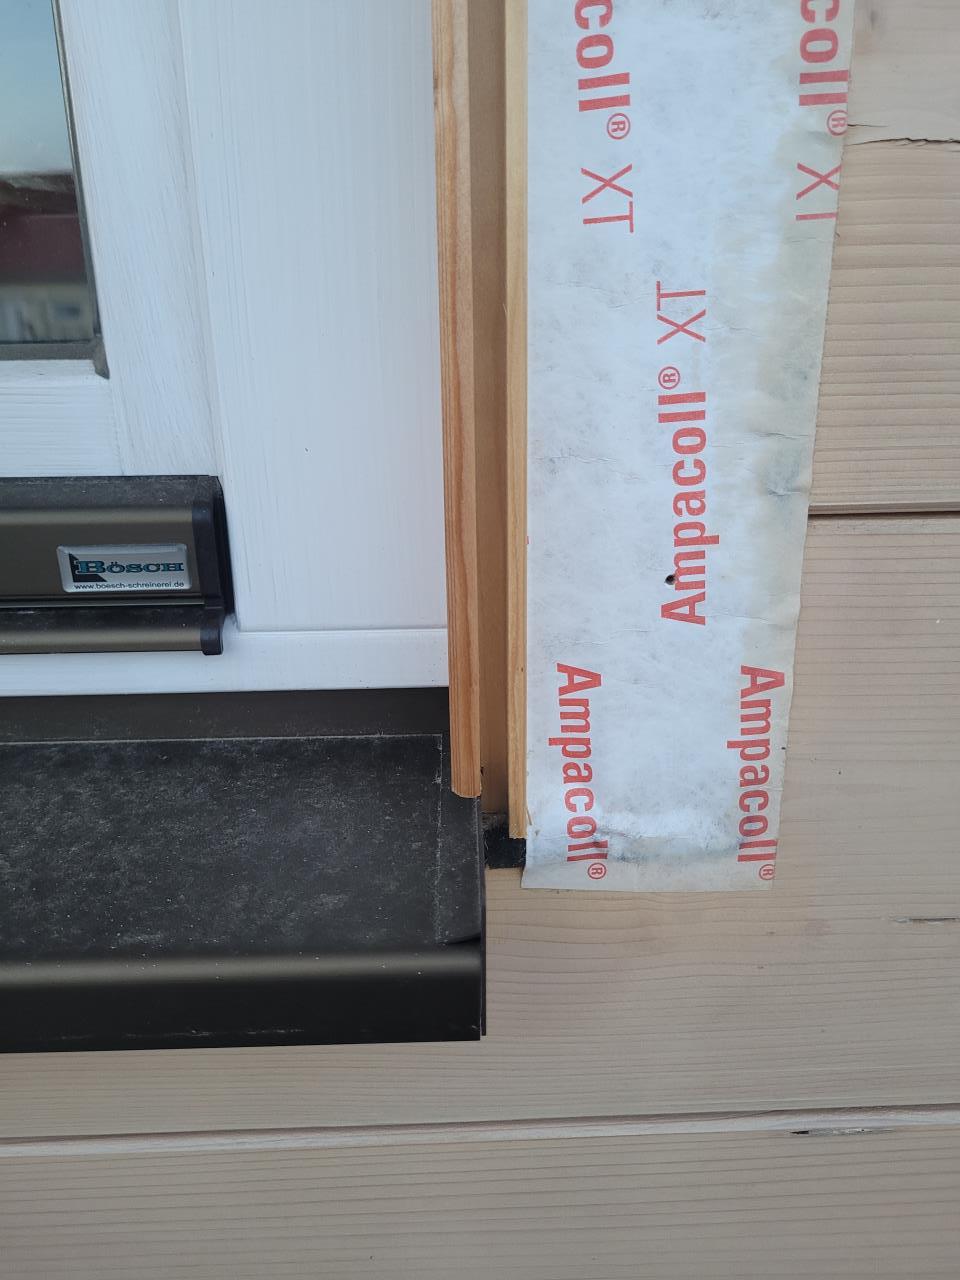 coll® XT
coll® XT
Ampacoll® XT
BÖSCH
www.boesch-schreinerei.de
Ampacoll®
Ampacoll®